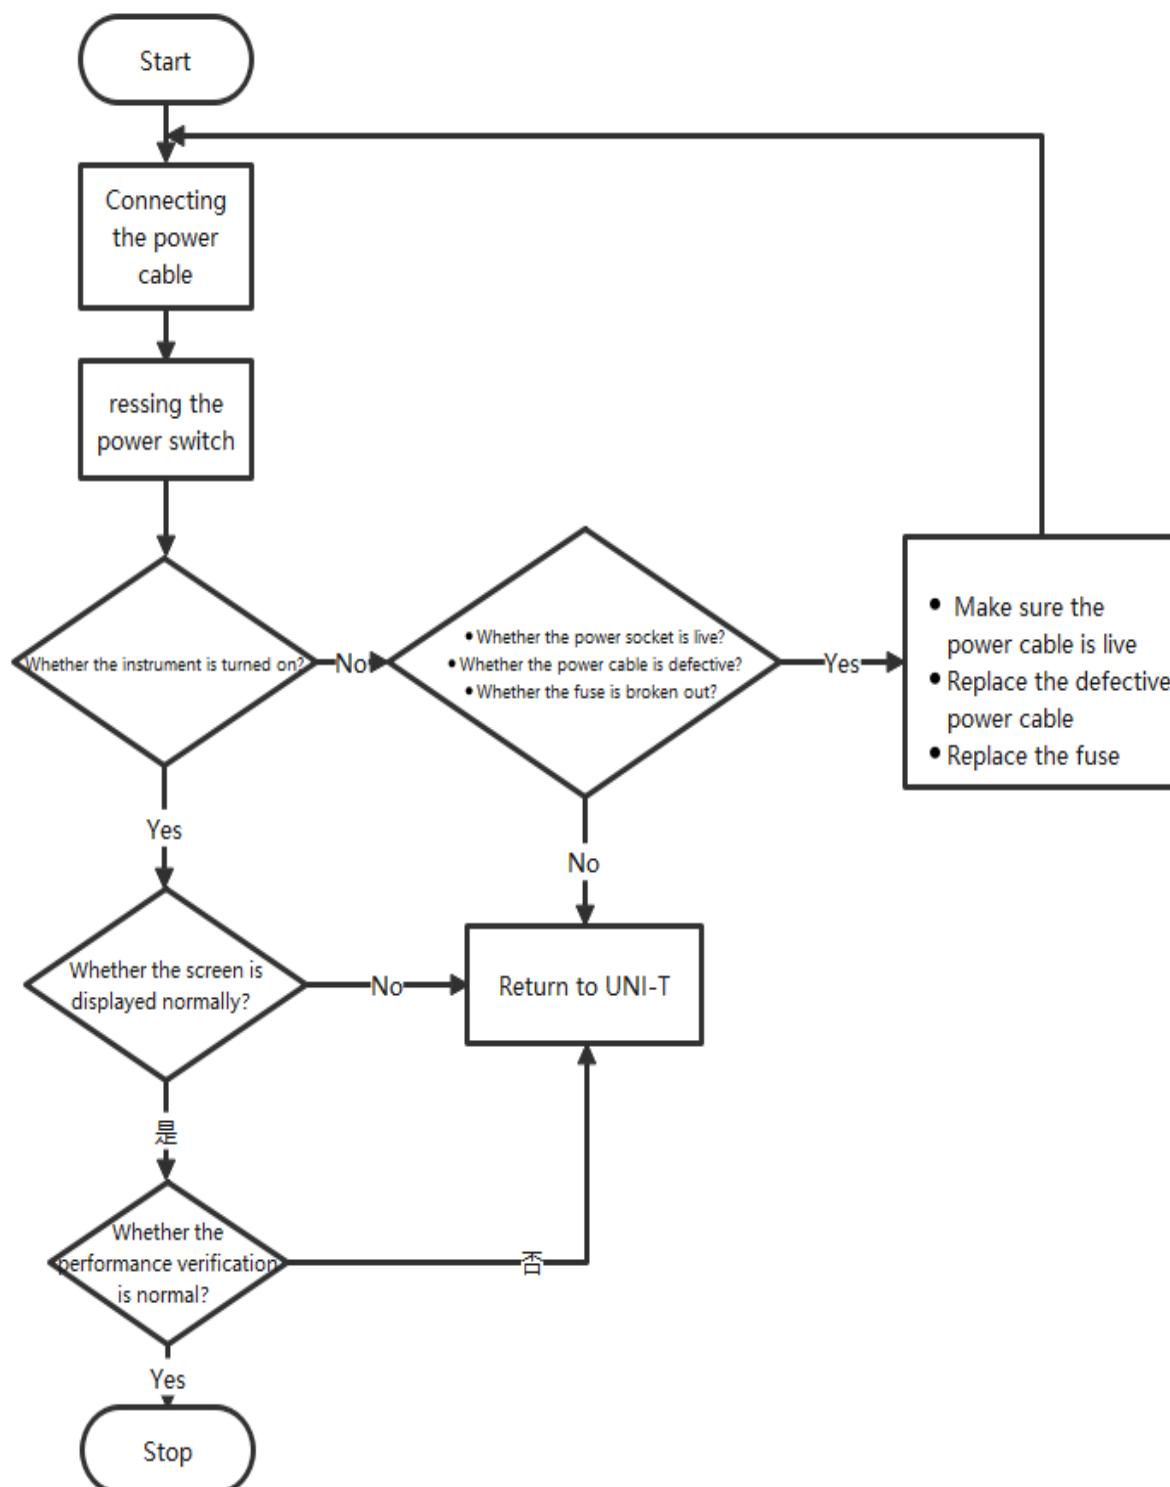 Start
Connecting
the power
cable
ressing the
power switch
Whether the instrument is turned on?
No
• Whether the power socket is live?
• Whether the power cable is defective?
• Whether the fuse is broken out?
Yes
• Make sure the
power cable is live
• Replace the defective
power cable
• Replace the fuse
Yes
No
Whether the screen is
displayed normally?
No
Return to UNI-T
是
Whether the
performance verification
is normal?
否
Yes
Stop